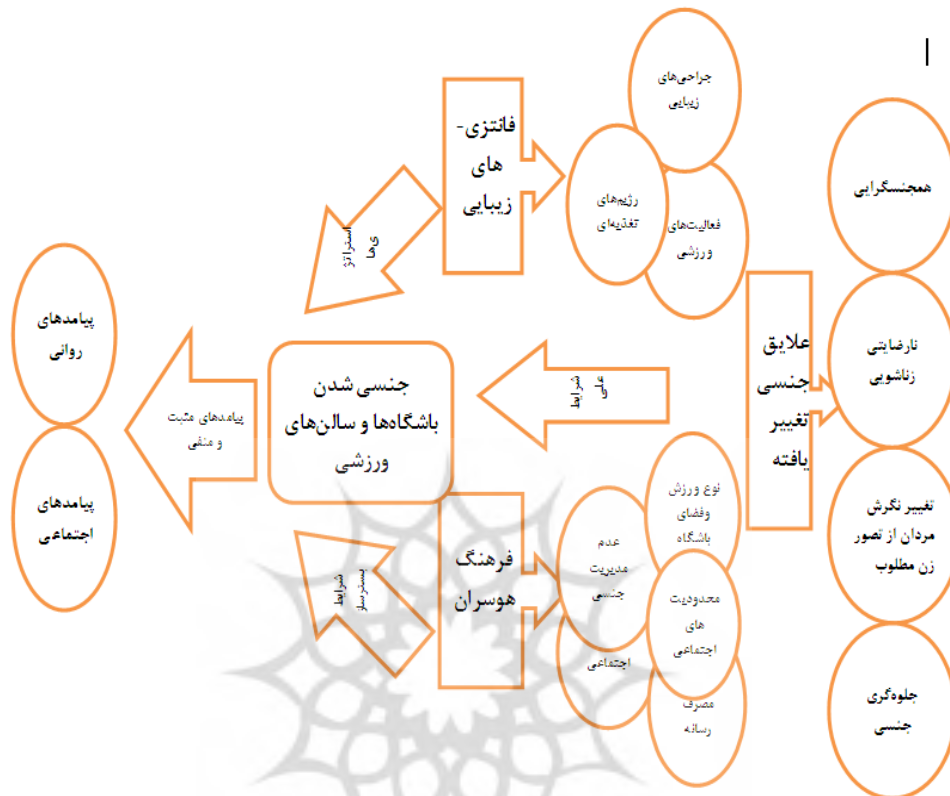 جراحی‌های
زیبایی
رژیم‌های
تغذیه‌ای
فعالیت‌های
ورزشی
فانتزی-
های
زیبایی
استراتژ
ی‌ها
همجنسگرایی
نارضایتی
زناشویی
تغییر نگرش
مردان از تصور
زن مطلوب
جلوه‌گری
جنسی
علایق
جنسی
تغییر
یافته
شرایط
علی
جنسی شدن
باشگاه‌ها و سالن‌های
ورزشی
پیامدهای مثبت
و منفی
پیامدهای
روانی
پیامدهای
اجتماعی
فرهنگ
هوسران
شرایط
بسترساز
نوع ورزش
وفضای
باشگاه
عدم
مدیریت
جنسی
محدودیت
های
اجتماعی
اجتماعی
مصرف
رسانه